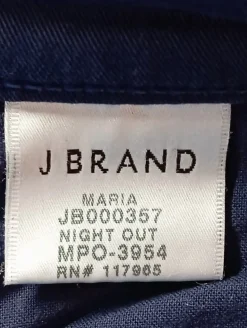 J BRAND
MARIA
JB000357
NIGHT OUT
MPO-3954
RN# 117965